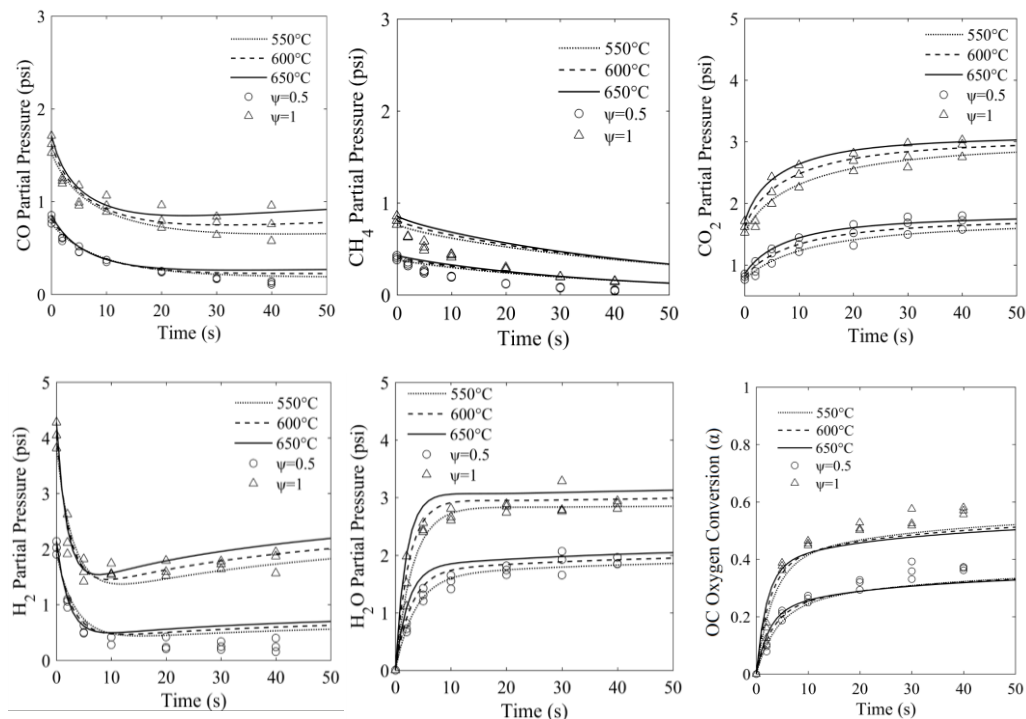 CO Partial Pressure (psi)
3
2
1
0
0 10 20 30 40 50
Time (s)
550°C
600°C
650°C
ψ=0.5
ψ=1
CH4 Partial Pressure (psi)
3
2
1
0
0 10 20 30 40 50
Time (s)
550°C
600°C
650°C
ψ=0.5
ψ=1
CO2 Partial Pressure (psi)
5
4
3
2
1
0
0 10 20 30 40 50
Time (s)
550°C
600°C
650°C
ψ=0.5
ψ=1
H2 Partial Pressure (psi)
5
4
3
2
1
0
0 10 20 30 40 50
Time (s)
550°C
600°C
650°C
ψ=0.5
ψ=1
H2O Partial Pressure (psi)
5
4
3
2
1
0
0 10 20 30 40 50
Time (s)
550°C
600°C
650°C
ψ=0.5
ψ=1
OC Oxygen Conversion (α)
1
0.8
0.6
0.4
0.2
0
0 10 20 30 40 50
Time (s)
550°C
600°C
650°C
ψ=0.5
ψ=1